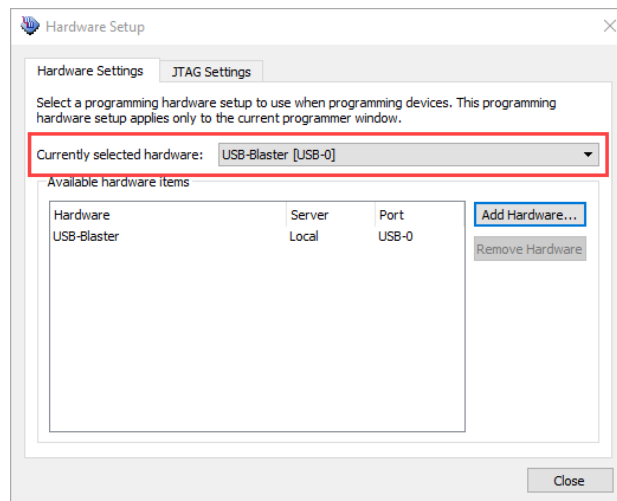 Hardware Setup
Hardware Settings
JTAG Settings
Select a programming hardware setup to use when programming devices. This programming
hardware setup applies only to the current programmer window.
Currently selected hardware: USB-Blaster [USB-0]
Available hardware items
Hardware Server Port
USB-Blaster Local USB-0
Add Hardware...
Remove Hardware
Close